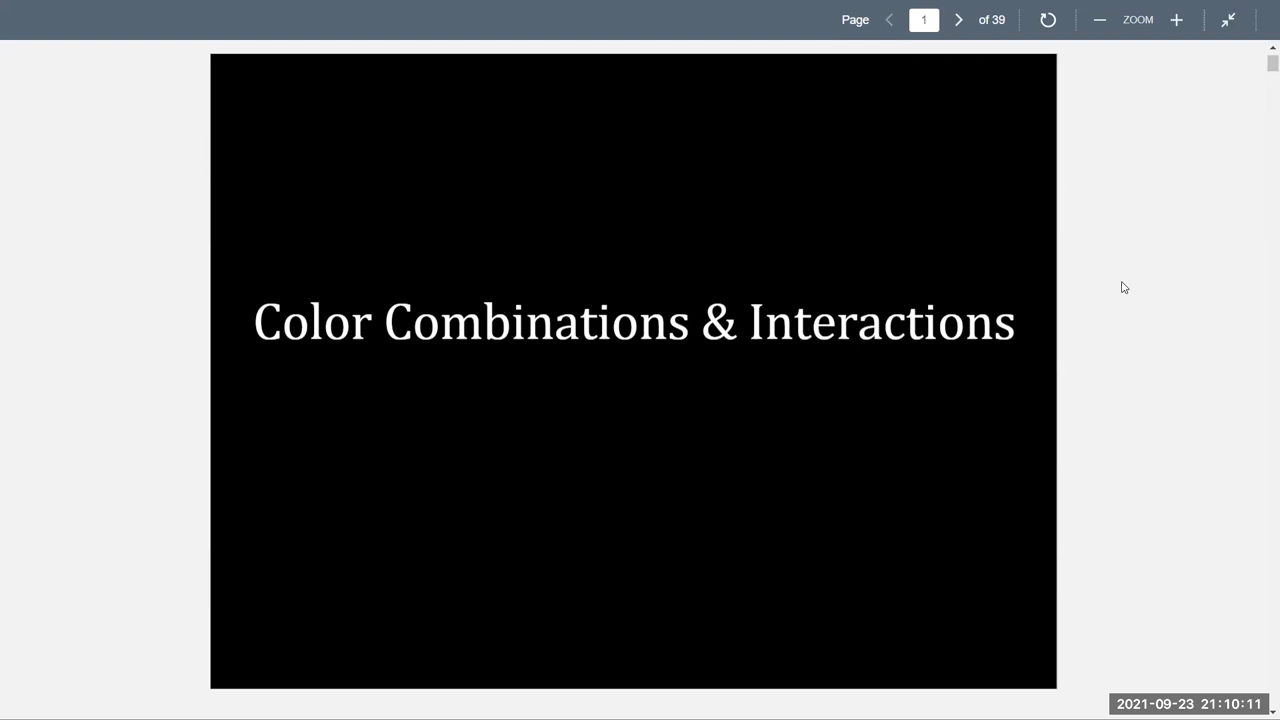 Page 1 of 39 ZOOM
Color Combinations & Interactions
2021-09-23 21:10:11